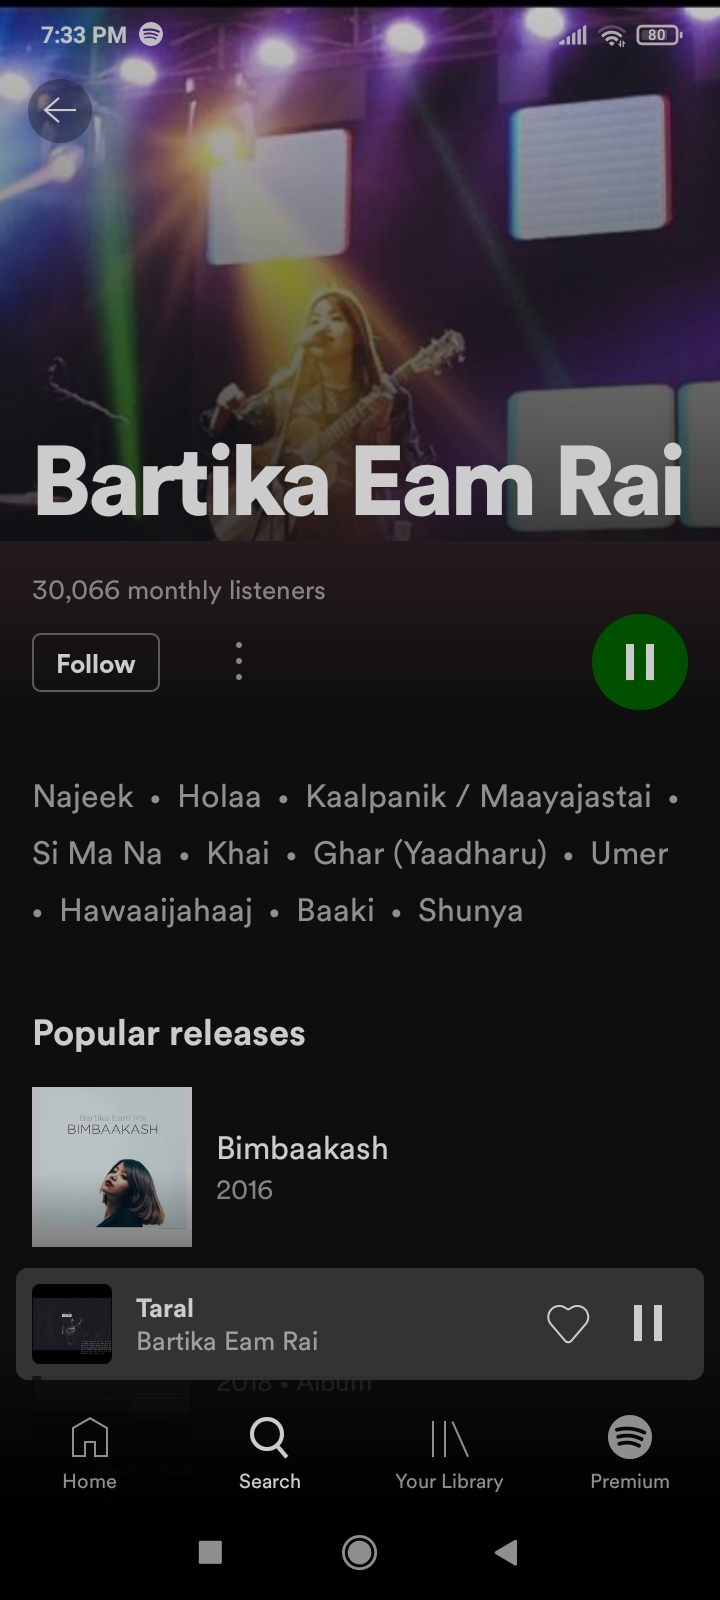 7:33 PM 80
Bartika Eam Rai
30,066 monthly listeners
Follow
Najeek • Holaa • Kaalpanik / Maayajastai •
Si Ma Na • Khai • Ghar (Yaadharu) • Umer
• Hawaaijahaaj • Baaki • Shunya
Popular releases
Bartika Eam Rai
BIMBAAKASH
Bimbaakash
2016
Taral
Bartika Eam Rai
2018 • Album
Home Search Your Library Premium